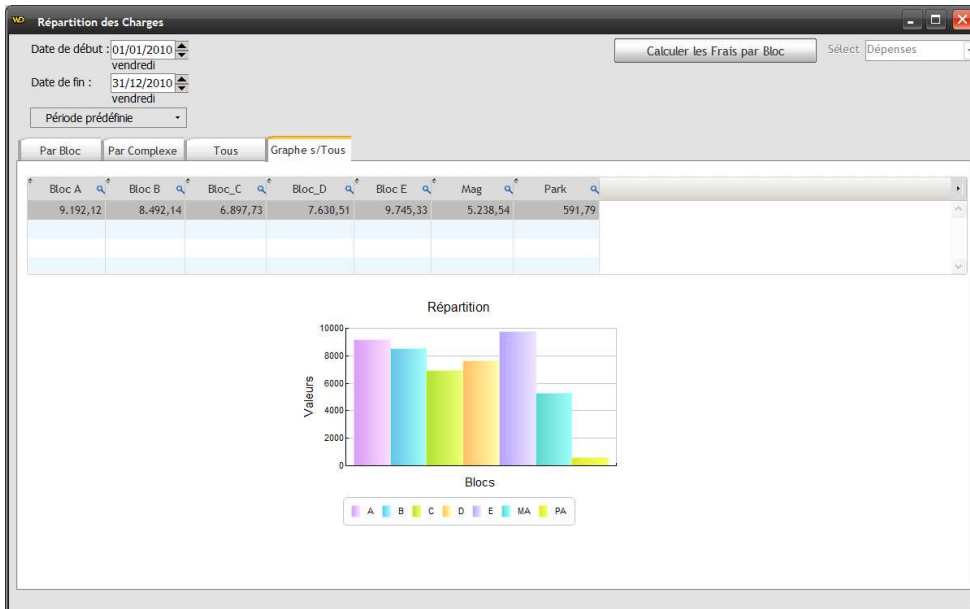 WD Répartition des Charges
Date de début : 01/01/2010
vendredi
Calculer les Frais par Bloc
Sélect Dépenses
Date de fin : 31/12/2010
vendredi
Période prédéfinie
Par Bloc Par Complexe Tous Graphe s/Tous
Bloc A Bloc B Bloc_C Bloc_D Bloc E Mag Park
9.192,12 8.492,14 6.897,73 7.630,51 9.745,33 5.238,54 591,79
Répartition
10000
8000
6000
4000
2000
0
Valeurs
Blocs
A B C D E MA PA